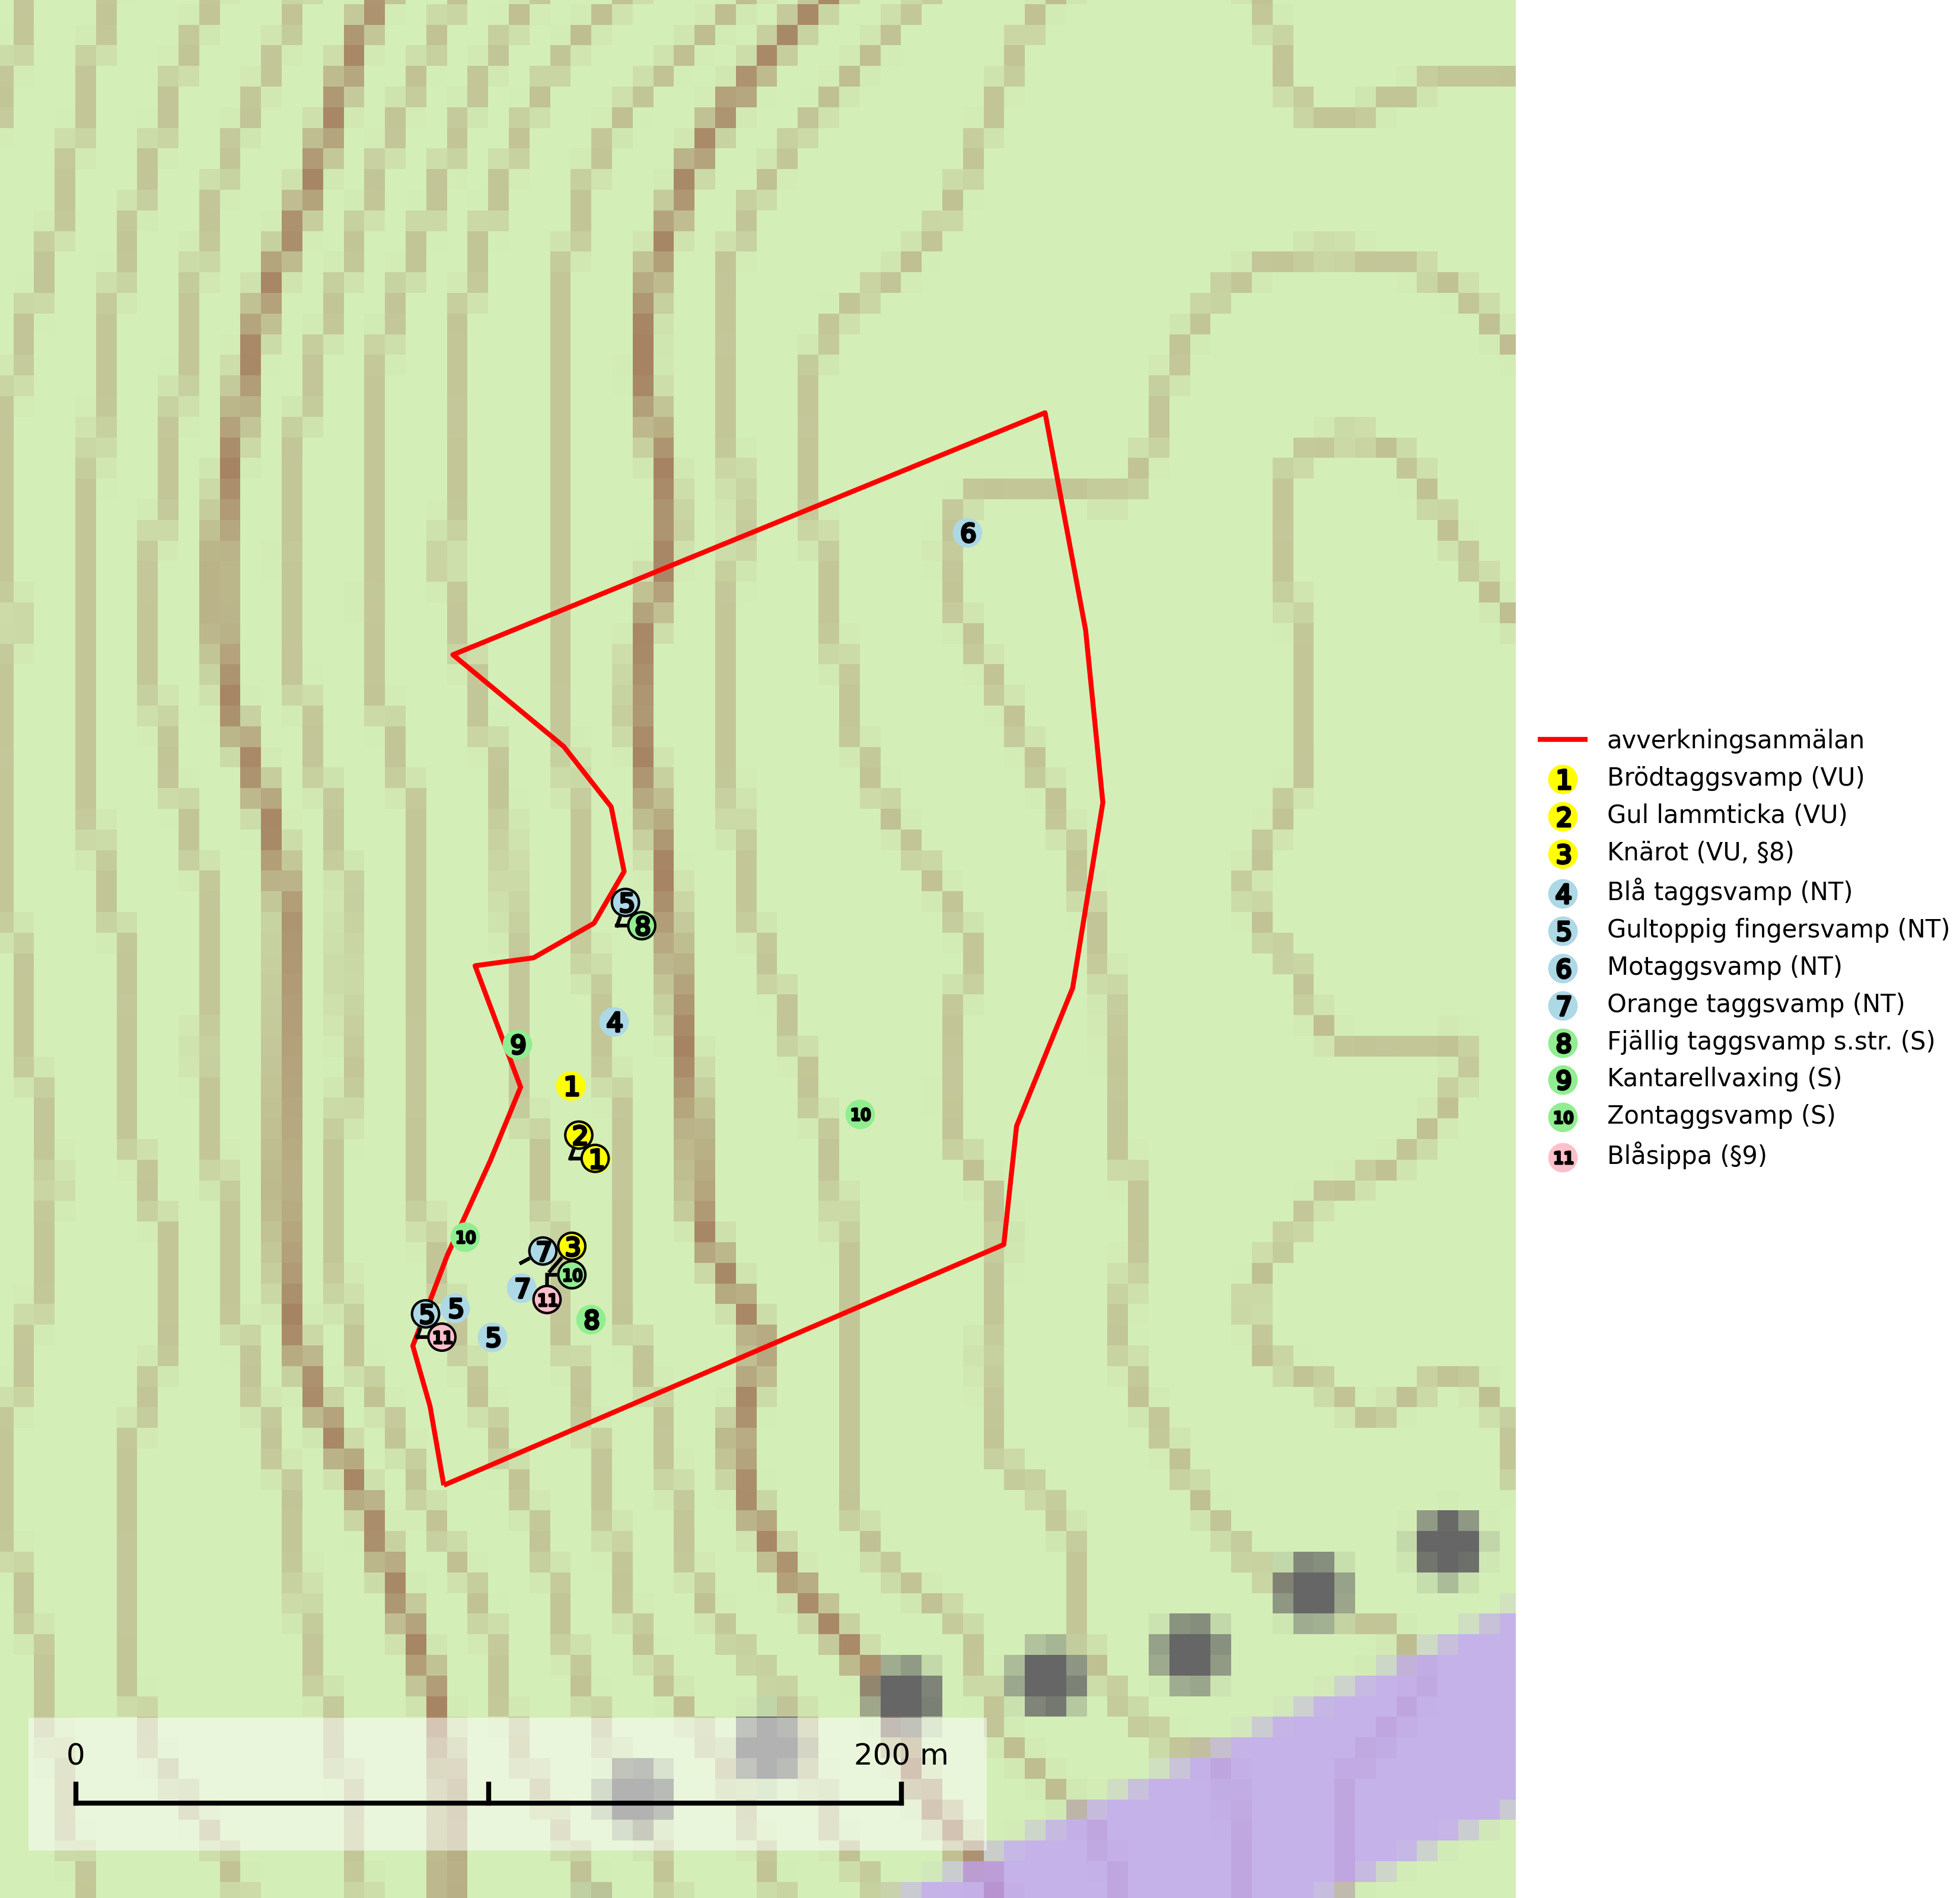 6
5
8
4
9
1
10
2
1
10
7
3
10
7
11
5
5
8
11
5
0
200 m
avverkningsanmälan
1 Brödtaggsvamp (VU)
2 Gul lammticka (VU)
3 Knärot (VU, §8)
4 Blå taggsvamp (NT)
5 Gultoppig fingersvamp (NT)
6 Motaggsvamp (NT)
7 Orange taggsvamp (NT)
8 Fjällig taggsvamp s.str. (S)
9 Kantarellvaxing (S)
10 Zontaggsvamp (S)
11 Blåsippa (§9)